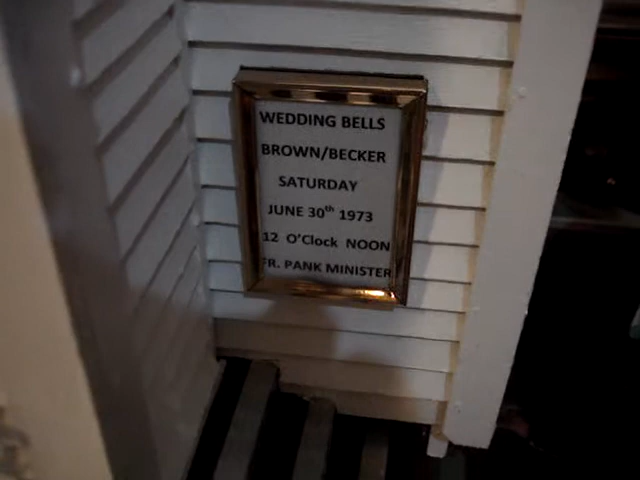 WEDDING BELLS
BROWN/BECKER
SATURDAY
JUNE 30th 1973
12 O'Clock NOON
FR. PANK MINISTER